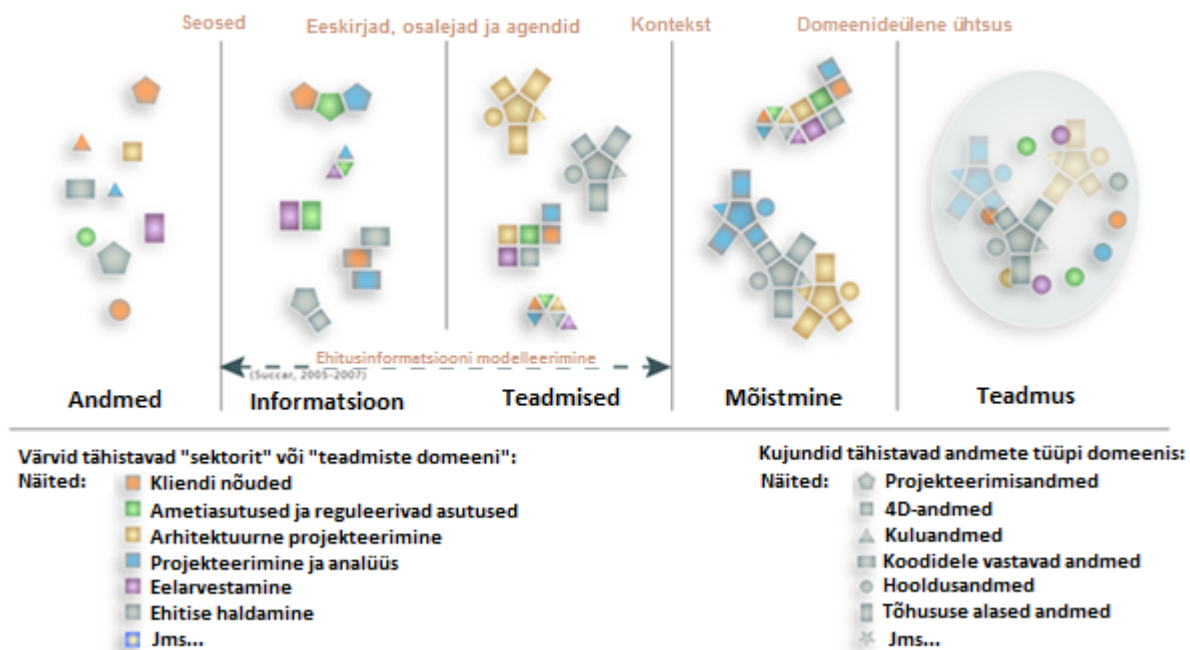 Seosed
Eeskirjad, osalejad ja agendid
Kontekst
Domeenideülene ühtsus
Ehitusinformatsiooni modelleerimine
(Succar, 2005-2007)
Andmed
Informatsioon
Teadmised
Mõistmine
Teadmus
Värvid tähistavad "sektorit" või "teadmiste domeeni":
Näited:
Kliendi nõuded
Ametiasutused ja reguleerivad asutused
Arhitektuurne projekteerimine
Projekteerimine ja analüüs
Eelarvestamine
Ehitise haldamine
Jms...
Kujundid tähistavad andmete tüüpi domeenis:
Näited:
Projekteerimisandmed
4D-andmed
Kuluandmed
Koodidele vastavad andmed
Hooldusandmed
Tõhususe alased andmed
Jms...